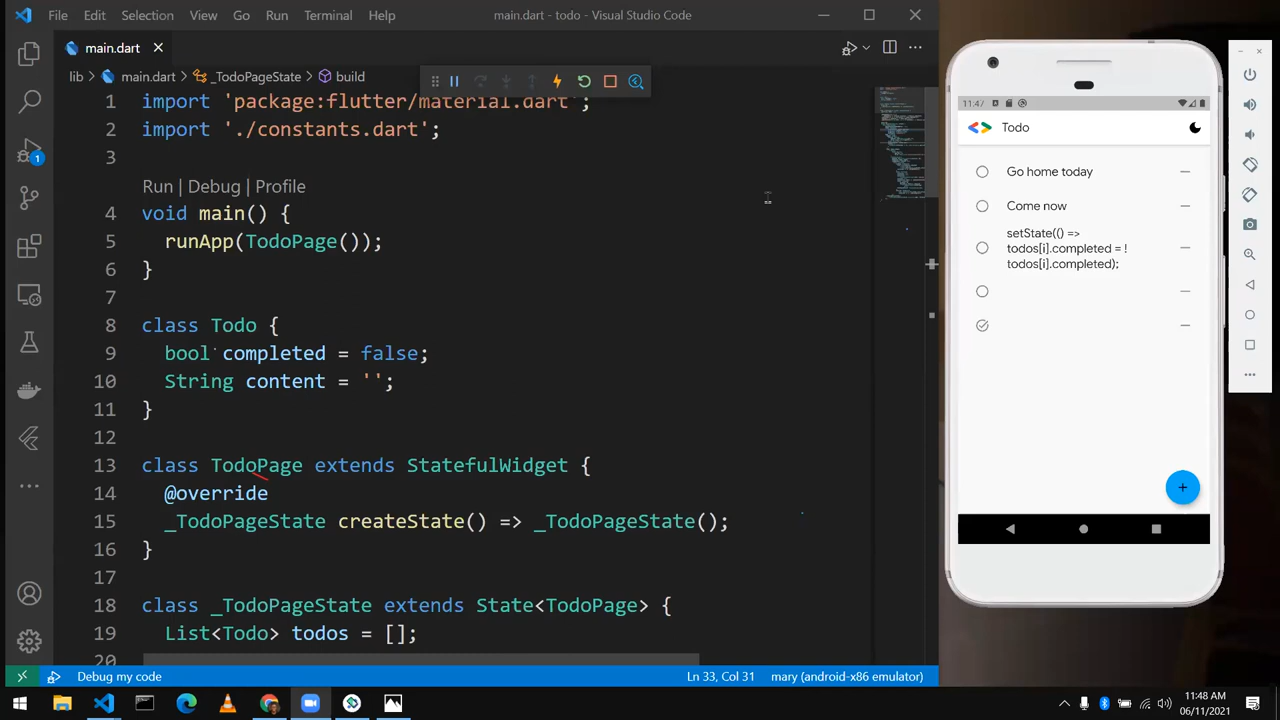 File Edit Selection View Go Run Terminal Help main.dart - todo - Visual Studio Code
main.dart
lib > main.dart > _TodoPageState > build
1 import 'package:flutter/material.dart';
2 import './constants.dart';
3
Run | Debug | Profile
4 void main() {
5 runApp(TodoPage());
6 }
7
8 class Todo {
9 bool completed = false;
10 String content = '';
11 }
12
13 class TodoPage extends StatefulWidget {
14 @override
15 _TodoPageState createState() => _TodoPageState();
16 }
17
18 class _TodoPageState extends State<TodoPage> {
19 List<Todo> todos = [];
20
1
Debug my code Ln 33, Col 31 mary (android-x86 emulator)
11:47
Todo
Go home today
Come now
setState(() =>
todos[i].completed = !
todos[i].completed);
11:48 AM
06/11/2021